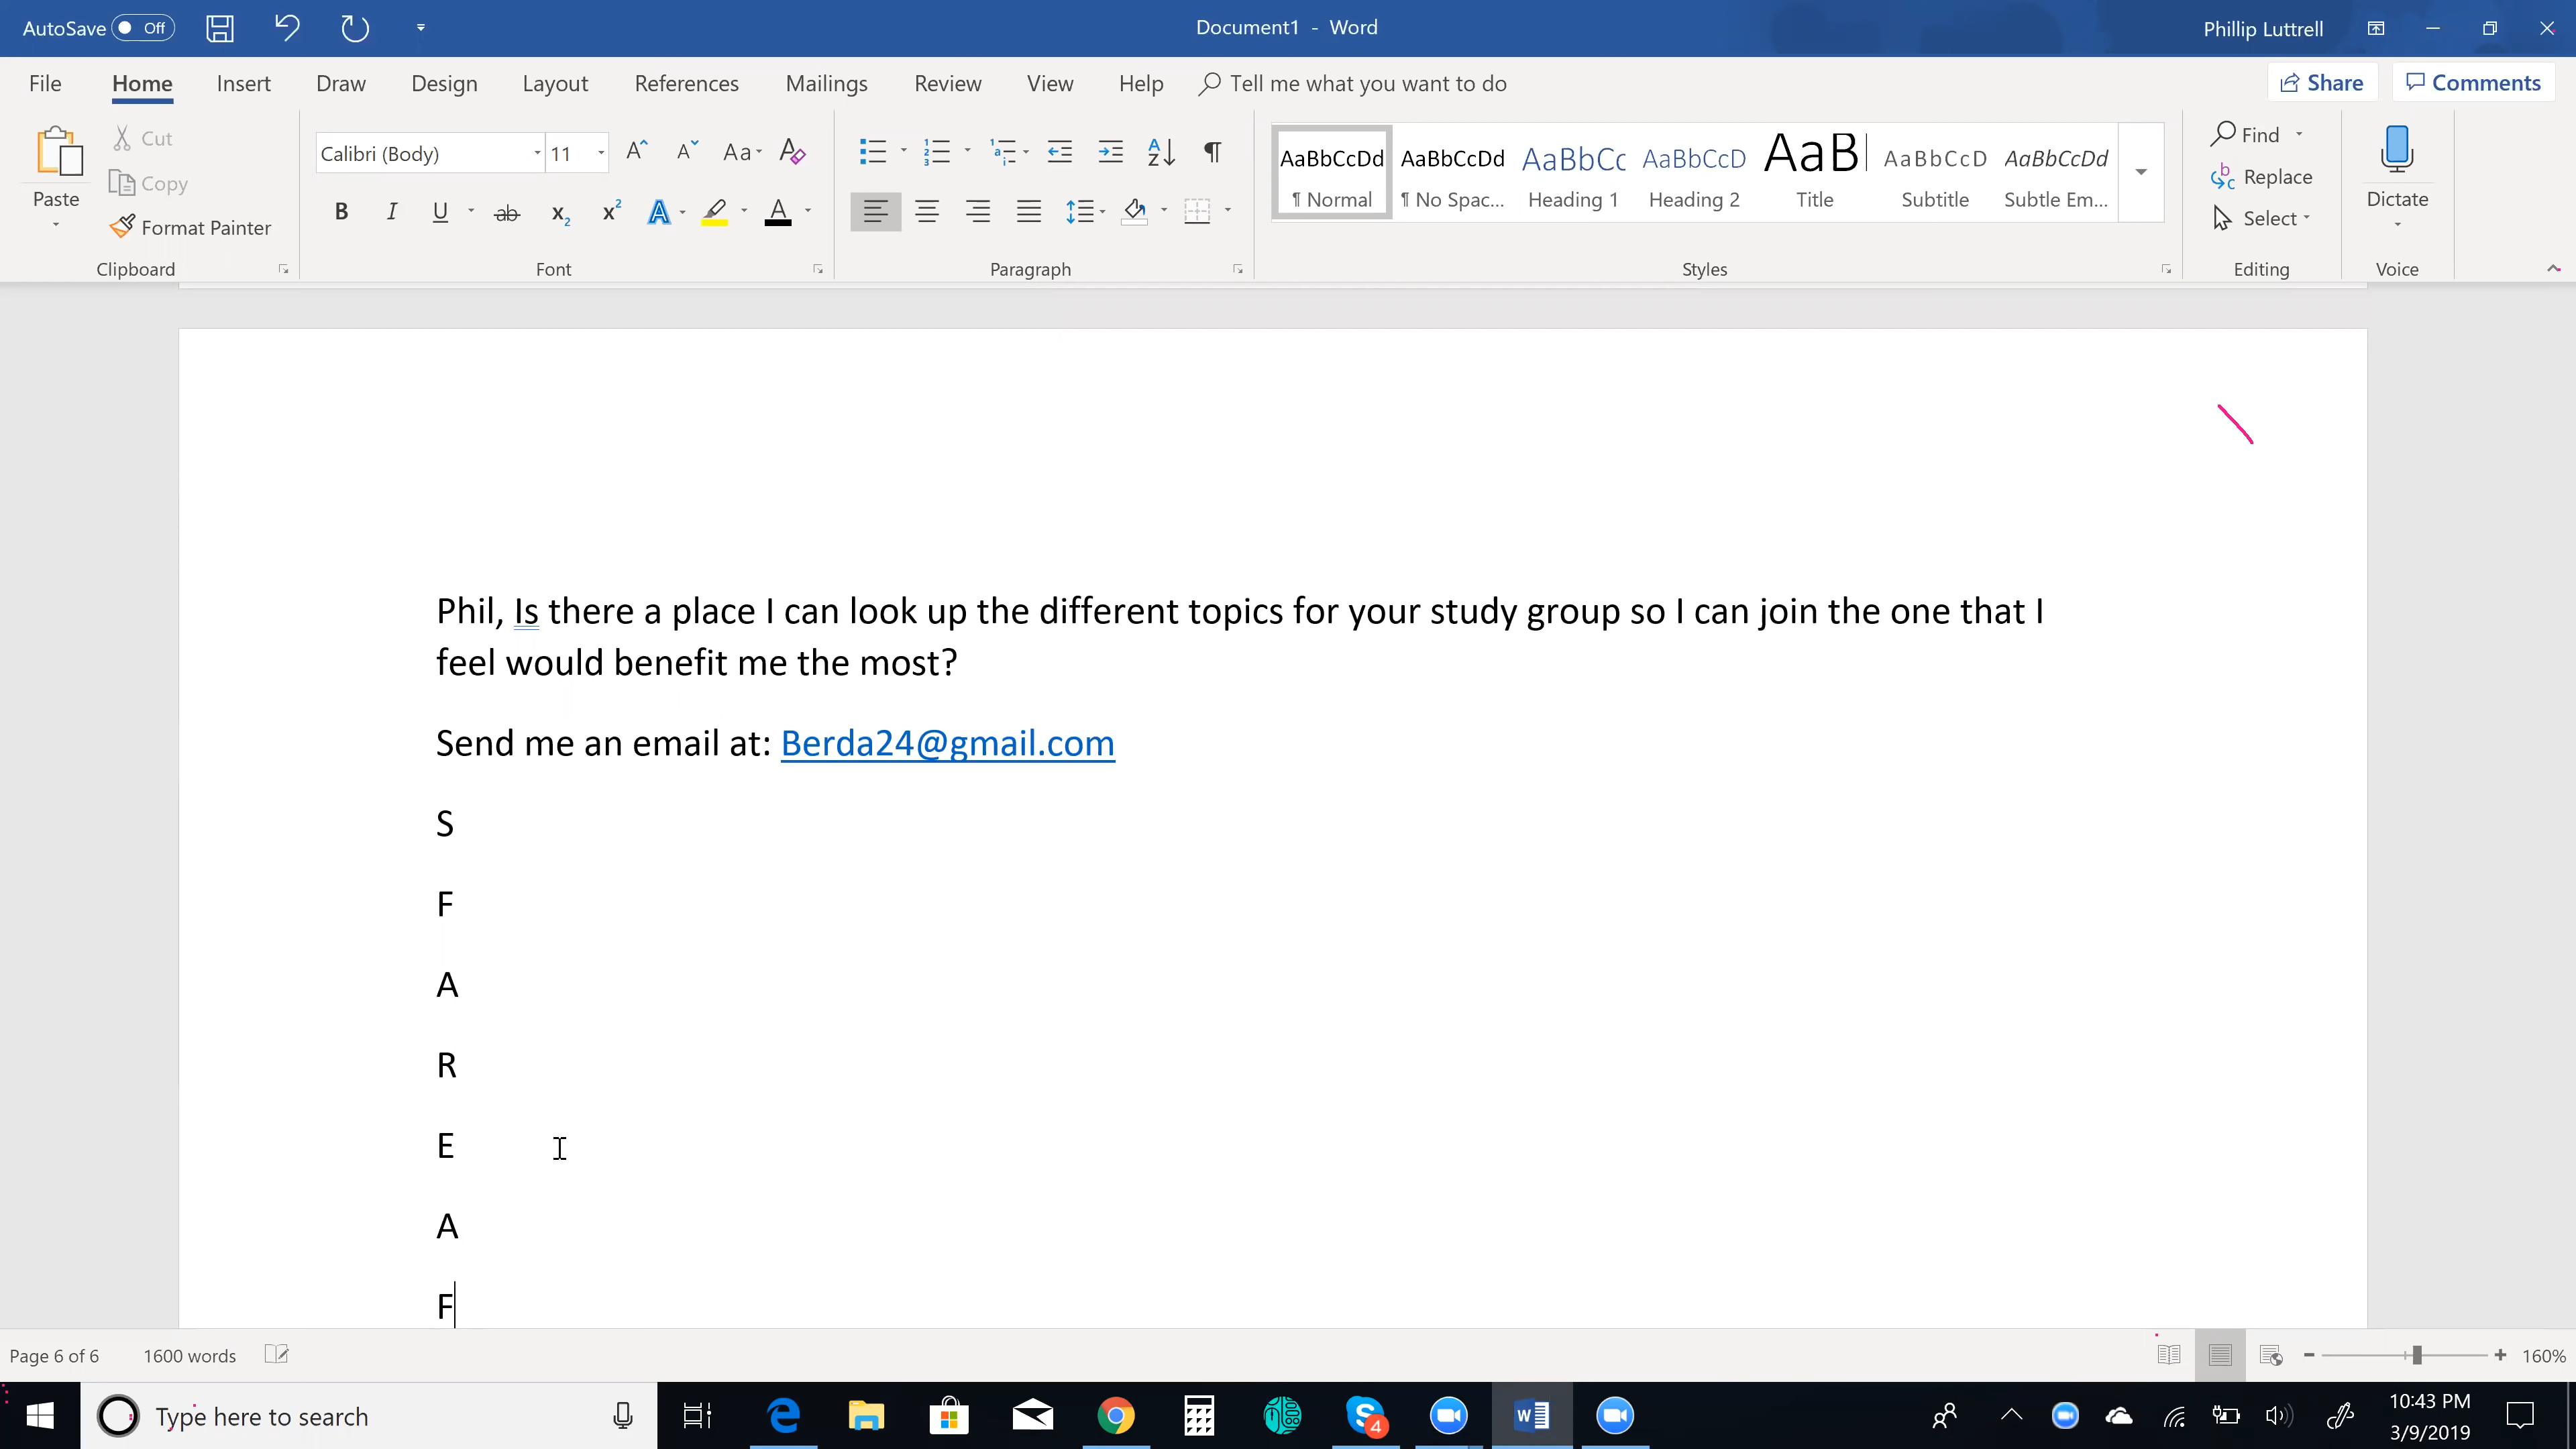 AutoSave Off Document1 - Word Phillip Luttrell
File Home Insert Draw Design Layout References Mailings Review View Help Tell me what you want to do Share Comments
Paste Cut Copy Format Painter
Clipboard
Calibri (Body) 11
Font
Paragraph
AaBbCcDd AaBbCcDd AaBbCc AaBbCcD AaB AaBbCcD AaBbCcDd
¶ Normal ¶ No Spac... Heading 1 Heading 2 Title Subtitle Subtle Em...
Styles
Find
Replace
Select
Editing
Dictate
Voice
Phil, Is there a place I can look up the different topics for your study group so I can join the one that I
feel would benefit me the most?
Send me an email at: Berda24@gmail.com
S
F
A
R
E
A
F
Page 6 of 6 1600 words 160%
Type here to search 4 10:43 PM
3/9/2019